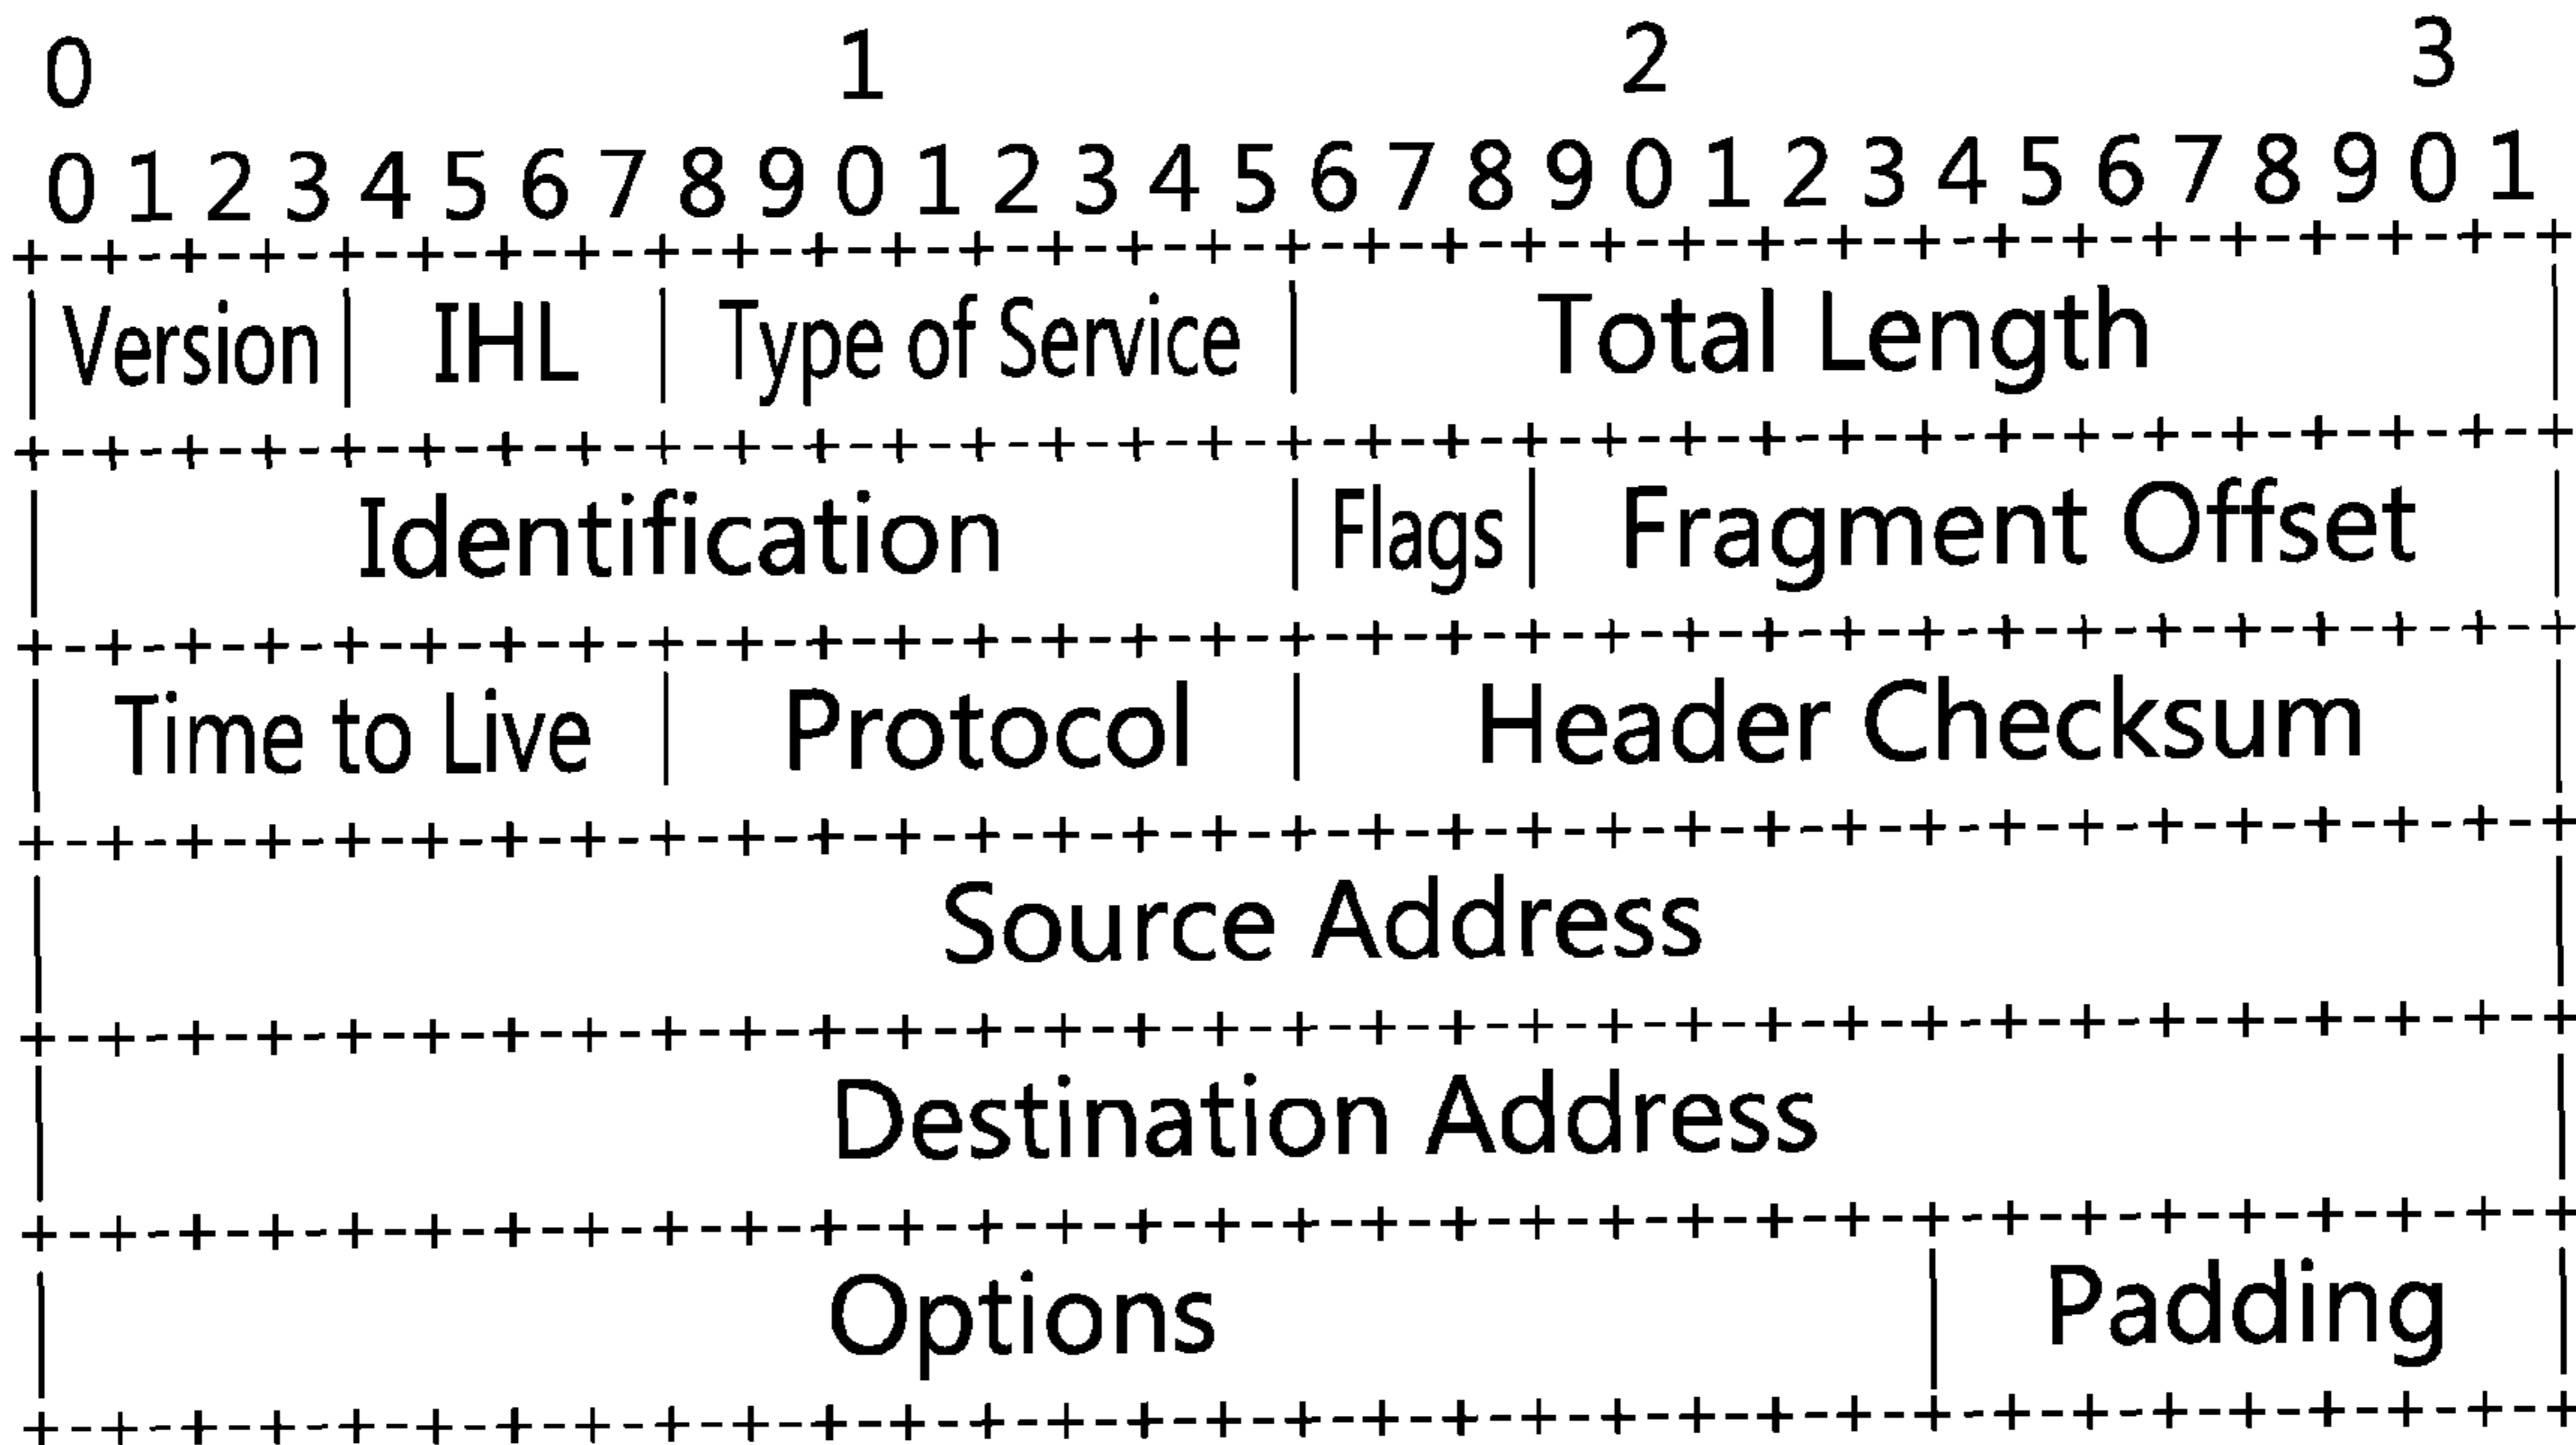 0 1 2 3
0 1 2 3 4 5 6 7 8 9 0 1 2 3 4 5 6 7 8 9 0 1 2 3 4 5 6 7 8 9 0 1
+--+--+--+--+--+--+--+--+--+--+--+--+--+--+--+--+--+--+--+--+--+--+--+--+--+--+--+--+--+--+--+--+
|Version| IHL | Type of Service | Total Length |
+--+--+--+--+--+--+--+--+--+--+--+--+--+--+--+--+--+--+--+--+--+--+--+--+--+--+--+--+--+--+--+--+
| Identification | Flags | Fragment Offset |
+--+--+--+--+--+--+--+--+--+--+--+--+--+--+--+--+--+--+--+--+--+--+--+--+--+--+--+--+--+--+--+--+
| Time to Live | Protocol | Header Checksum |
+--+--+--+--+--+--+--+--+--+--+--+--+--+--+--+--+--+--+--+--+--+--+--+--+--+--+--+--+--+--+--+--+
| Source Address |
+--+--+--+--+--+--+--+--+--+--+--+--+--+--+--+--+--+--+--+--+--+--+--+--+--+--+--+--+--+--+--+--+
| Destination Address |
+--+--+--+--+--+--+--+--+--+--+--+--+--+--+--+--+--+--+--+--+--+--+--+--+--+--+--+--+--+--+--+--+
| Options | Padding |
+--+--+--+--+--+--+--+--+--+--+--+--+--+--+--+--+--+--+--+--+--+--+--+--+--+--+--+--+--+--+--+--+